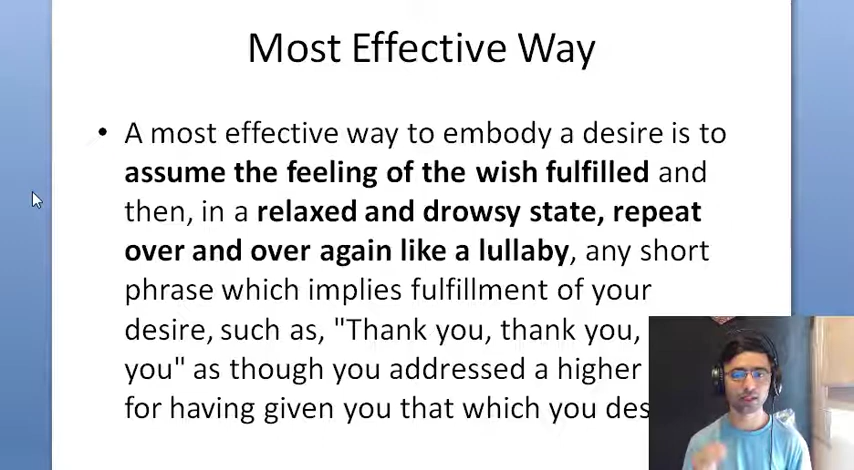 Most Effective Way
• A most effective way to embody a desire is to
assume the feeling of the wish fulfilled and
then, in a relaxed and drowsy state, repeat
over and over again like a lullaby, any short
phrase which implies fulfillment of your
desire, such as, "Thank you, thank you,
you" as though you addressed a higher
for having given you that which you des